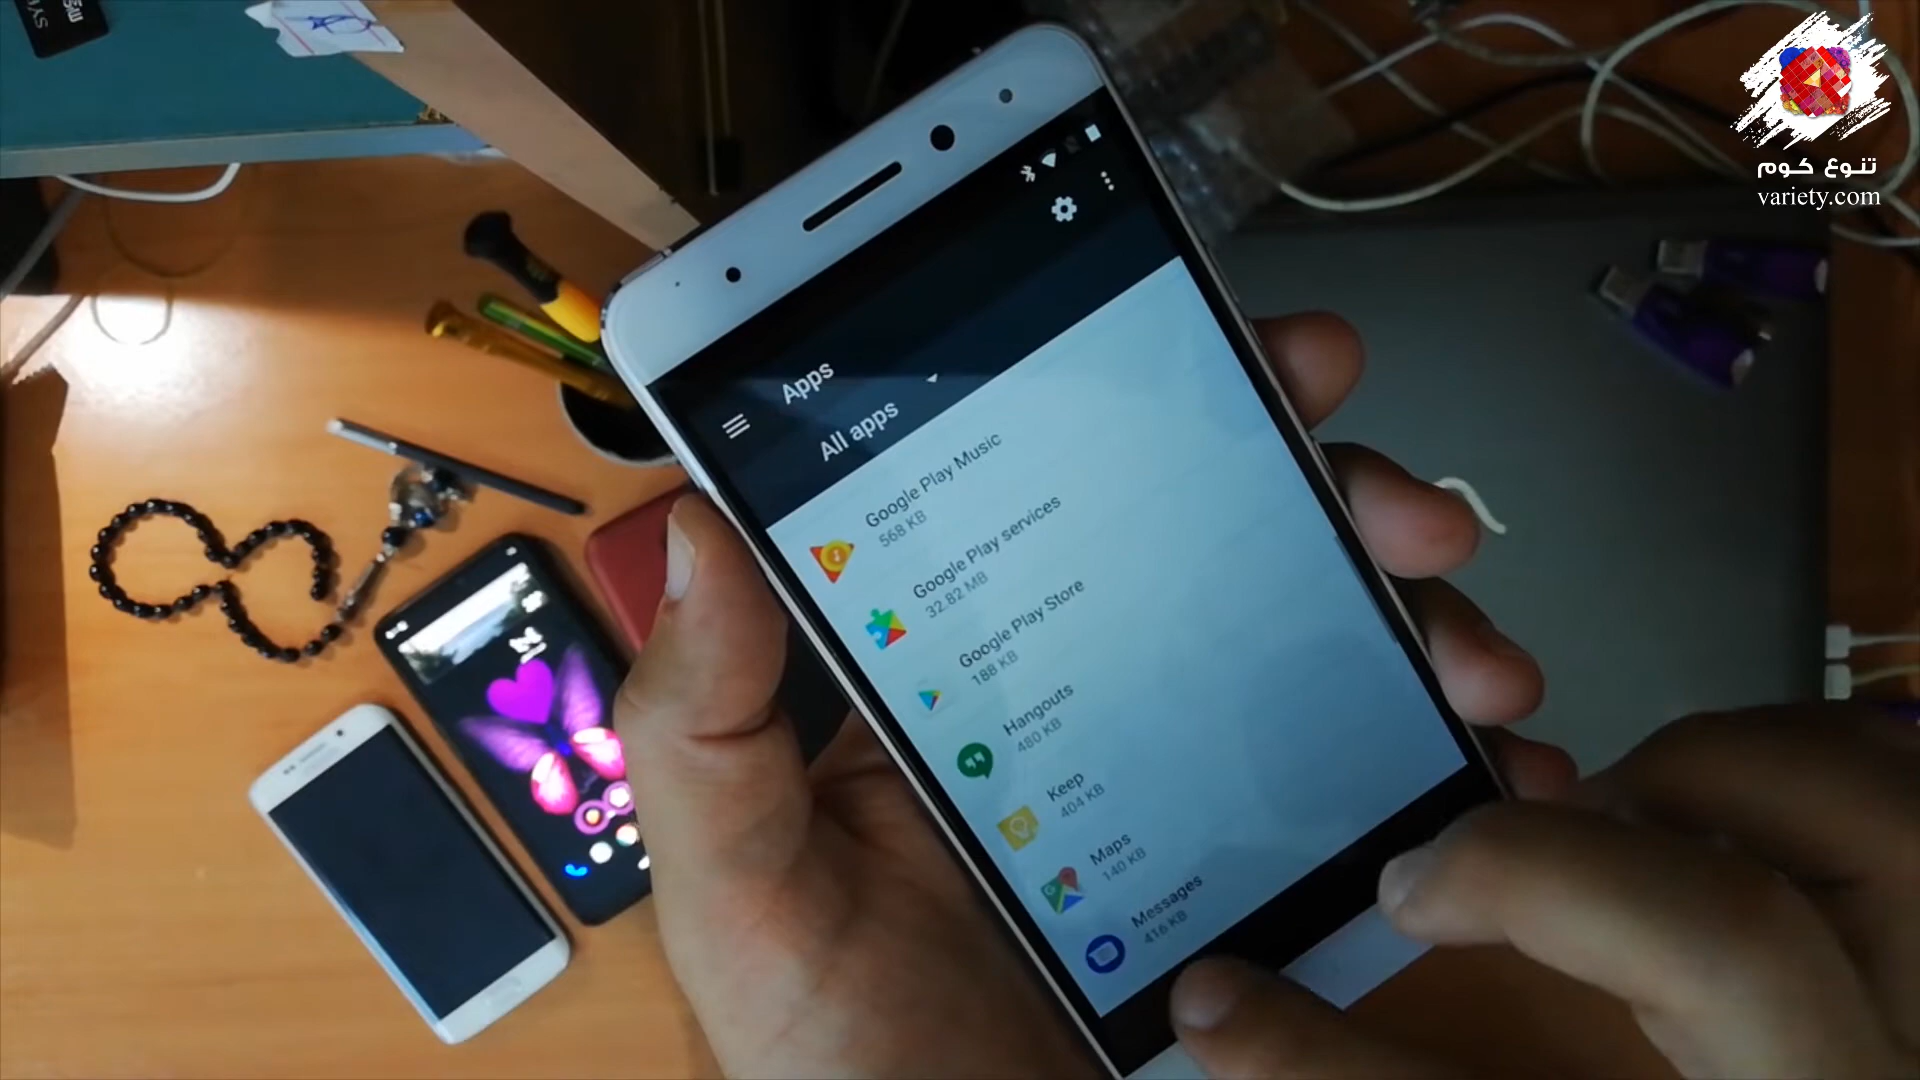 تنوع كوم
variety.com
Apps
All apps
Google Play Music
568 KB
Google Play services
32.82 MB
Google Play Store
188 KB
Hangouts
480 KB
Keep
404 KB
Maps
140 KB
Messages
416 KB